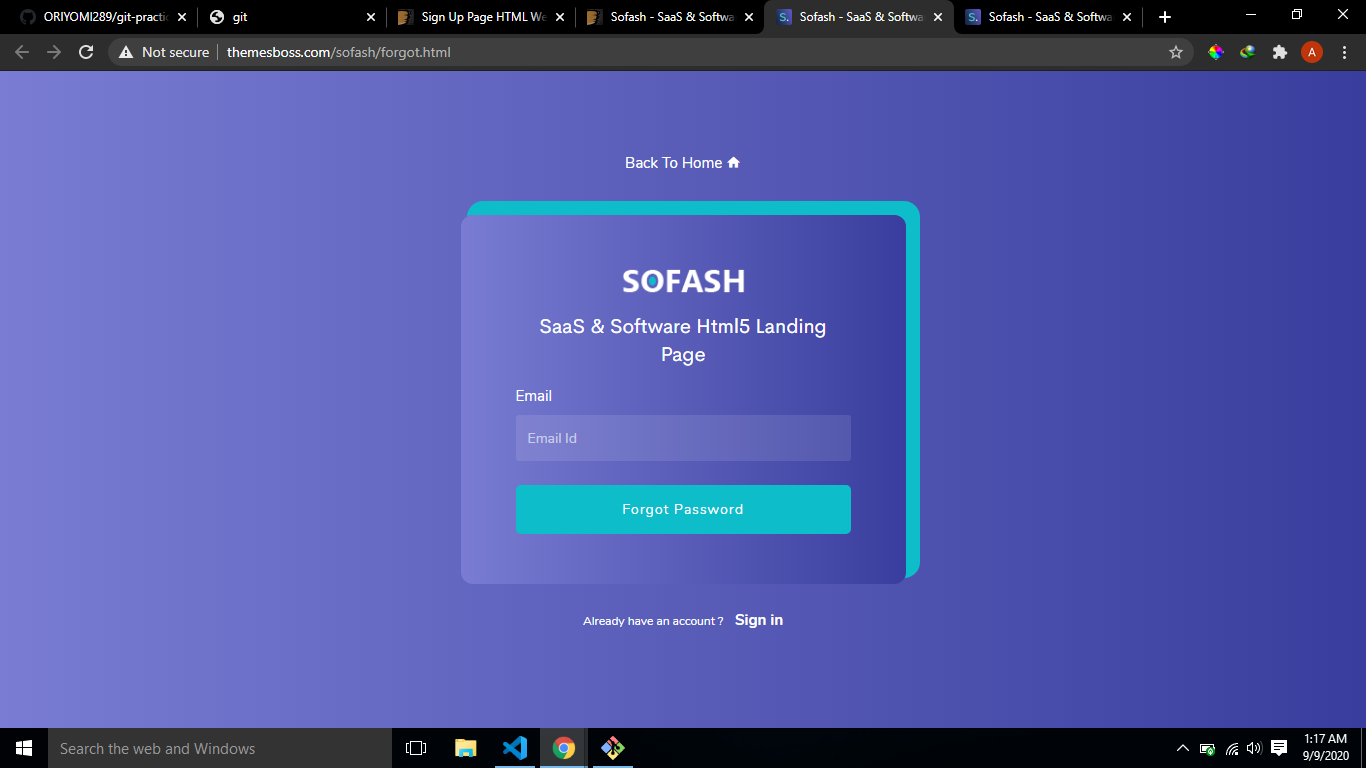 ORIYOMI289/git-practic
git
Sign Up Page HTML We
Sofash - SaaS & Softwa
Sofash - SaaS & Softwa
Sofash - SaaS & Softwa
Not secure
themesboss.com/sofash/forgot.html
A
Back To Home
SOFASH
SaaS & Software Html5 Landing
Page
Email
Email Id
Forgot Password
Already have an account ? Sign in
Search the web and Windows
1:17 AM
9/9/2020